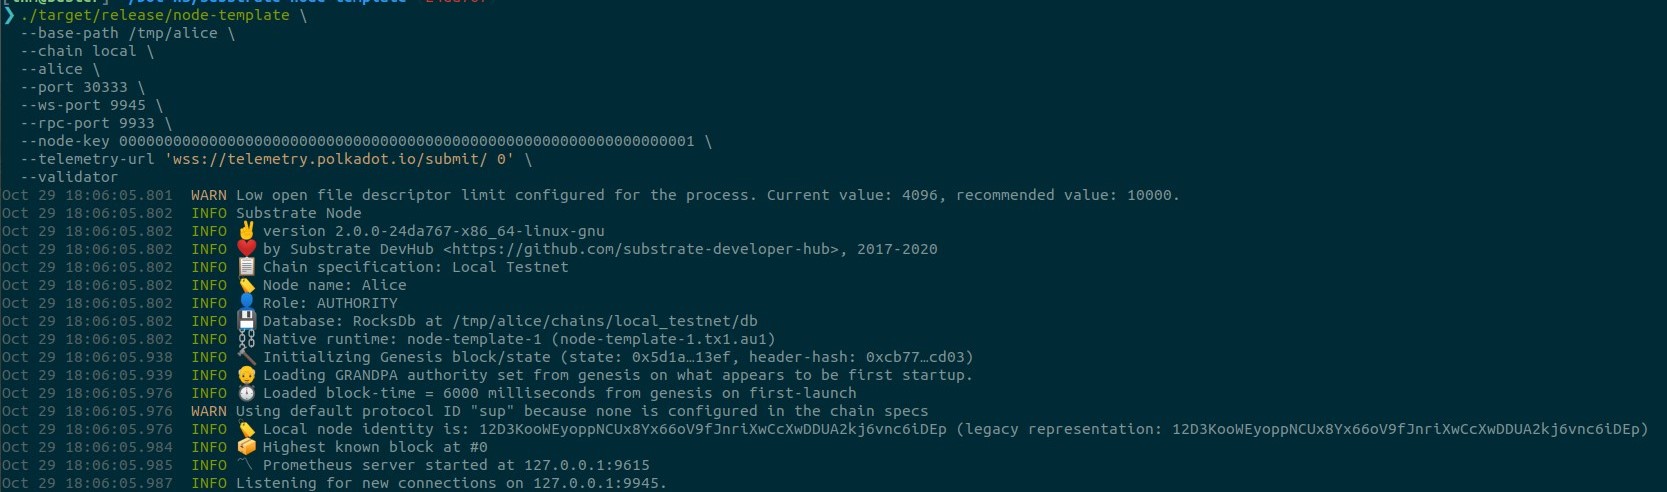 ❯ ./target/release/node-template \
--base-path /tmp/alice \
--chain local \
--alice \
--port 30333 \
--ws-port 9945 \
--rpc-port 9933 \
--node-key 0000000000000000000000000000000000000000000000000000000000000001 \
--telemetry-url 'wss://telemetry.polkadot.io/submit/ 0' \
--validator
Oct 29 18:06:05.801 WARN Low open file descriptor limit configured for the process. Current value: 4096, recommended value: 10000.
Oct 29 18:06:05.802 INFO Substrate Node
Oct 29 18:06:05.802 INFO ✌️ version 2.0.0-24da767-x86_64-linux-gnu
Oct 29 18:06:05.802 INFO ❤️ by Substrate DevHub <https://github.com/substrate-developer-hub>, 2017-2020
Oct 29 18:06:05.802 INFO 📋 Chain specification: Local Testnet
Oct 29 18:06:05.802 INFO 🏷 Node name: Alice
Oct 29 18:06:05.802 INFO 👤 Role: AUTHORITY
Oct 29 18:06:05.802 INFO 💾 Database: RocksDb at /tmp/alice/chains/local_testnet/db
Oct 29 18:06:05.802 INFO ⛓ Native runtime: node-template-1 (node-template-1.tx1.au1)
Oct 29 18:06:05.938 INFO 🔨 Initializing Genesis block/state (state: 0x5d1a…13ef, header-hash: 0xcb77…cd03)
Oct 29 18:06:05.939 INFO 👴 Loading GRANDPA authority set from genesis on what appears to be first startup.
Oct 29 18:06:05.976 INFO ⏱ Loaded block-time = 6000 milliseconds from genesis on first-launch
Oct 29 18:06:05.976 WARN Using default protocol ID "sup" because none is configured in the chain specs
Oct 29 18:06:05.976 INFO 🏷 Local node identity is: 12D3KooWEyoppNCUx8Yx66oV9fJnriXwCcXwDDUA2kj6vnc6iDEp (legacy representation: 12D3KooWEyoppNCUx8Yx66oV9fJnriXwCcXwDDUA2kj6vnc6iDEp)
Oct 29 18:06:05.984 INFO 📦 Highest known block at #0
Oct 29 18:06:05.985 INFO 〽 Prometheus server started at 127.0.0.1:9615
Oct 29 18:06:05.987 INFO Listening for new connections on 127.0.0.1:9945.